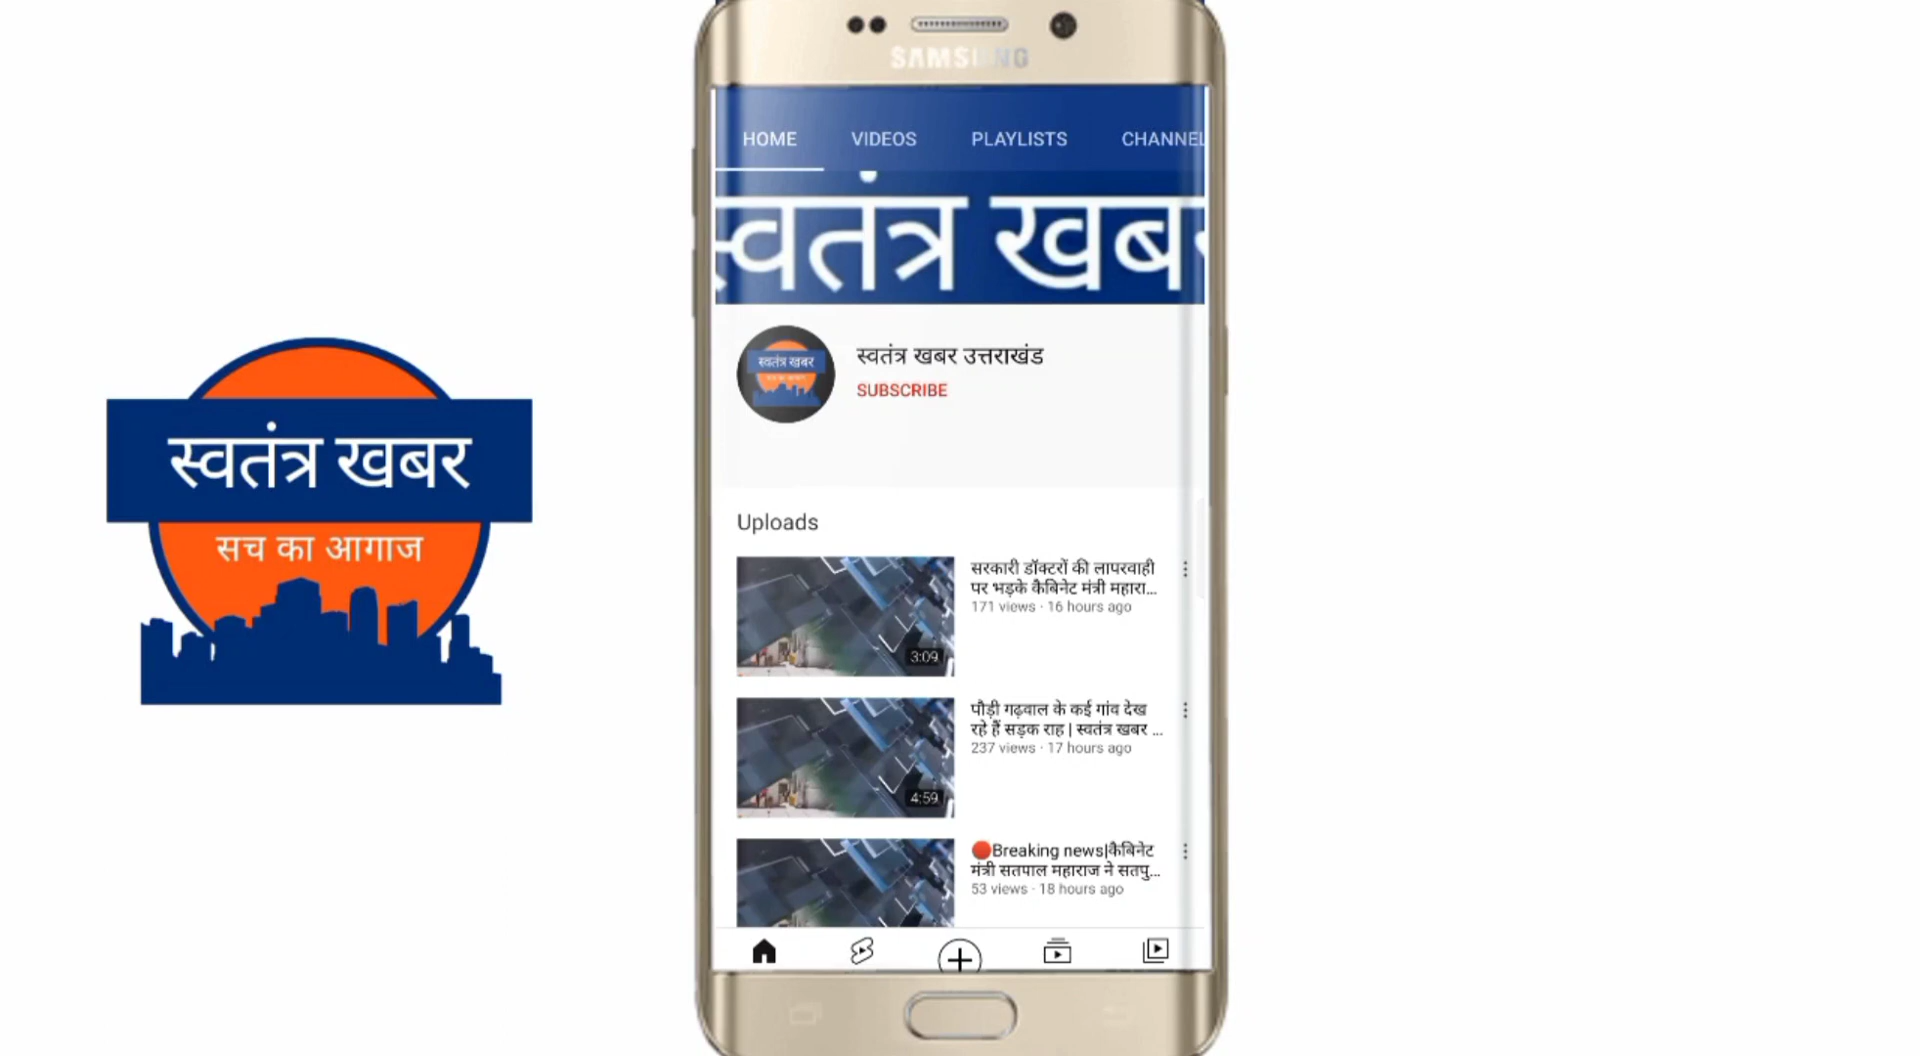 SAMSUNG
HOME VIDEOS PLAYLISTS CHANNEL
स्वतंत्र खबर
स्वतंत्र खबर
सच का आगाज
स्वतंत्र खबर
स्वतंत्र खबर उत्तराखंड
SUBSCRIBE
Uploads
सरकारी डॉक्टरों की लापरवाही
पर भड़के कैबिनेट मंत्री महारा...
171 views · 16 hours ago
3:09
पौड़ी गढ़वाल के कई गांव देख
रहे हैं सड़क राह | स्वतंत्र खबर ...
237 views · 17 hours ago
4:59
🔴Breaking news|कैबिनेट
मंत्री सतपाल महाराज ने सतपु...
53 views · 18 hours ago